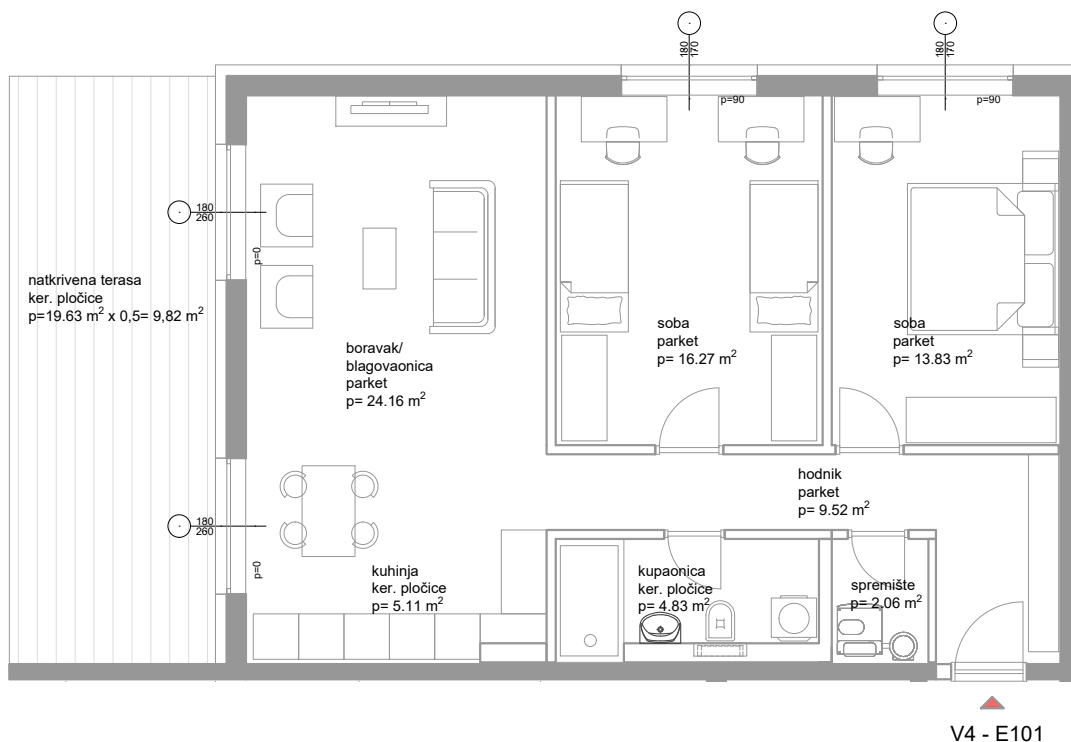 180
170
180
170
p=90
p=90
180
260
p=0
natkrivena terasa
ker. pločice
p=19.63 m² x 0,5= 9,82 m²
boravak/
blagovaonica
parket
p= 24.16 m²
soba
parket
p= 16.27 m²
soba
parket
p= 13.83 m²
hodnik
parket
p= 9.52 m²
180
260
p=0
kuhinja
ker. pločice
p= 5.11 m²
kupaonica
ker. pločice
p= 4.83 m²
spremište
p= 2.06 m²
V4 - E101